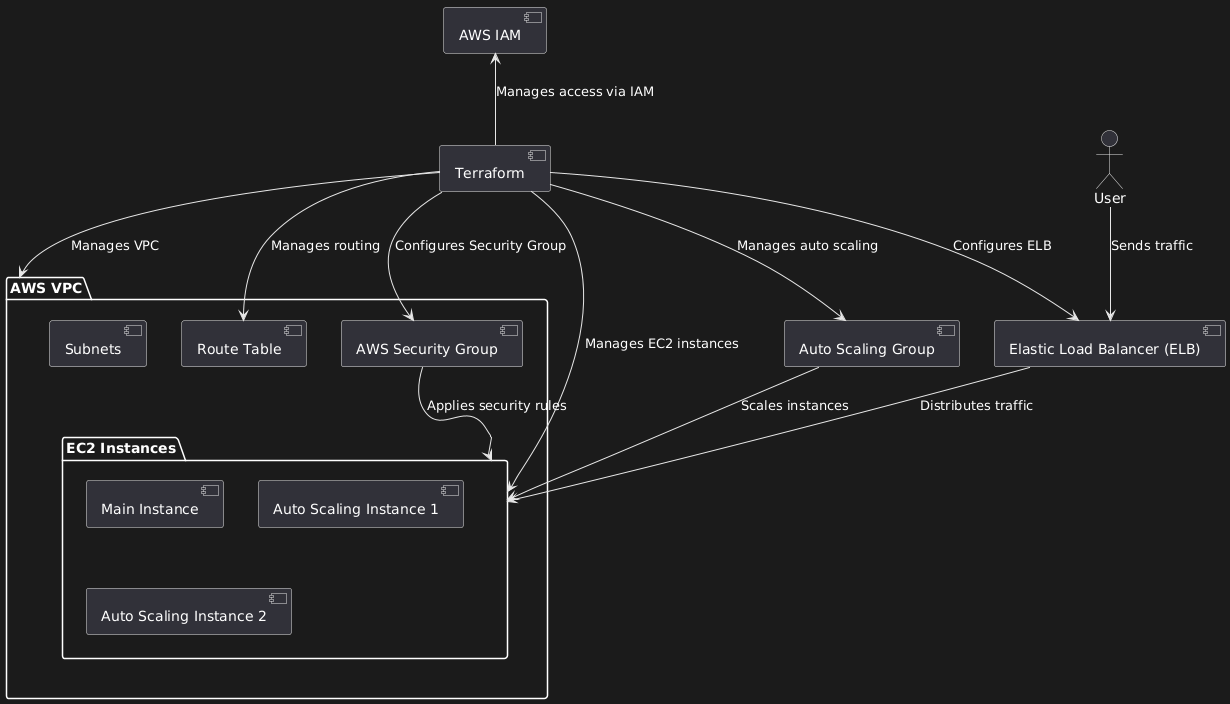 AWS IAM
Manages access via IAM
Terraform
User
Manages VPC
Manages routing
Configures Security Group
Manages auto scaling
Configures ELB
Sends traffic
AWS VPC
Subnets
Route Table
AWS Security Group
Manages EC2 instances
Auto Scaling Group
Elastic Load Balancer (ELB)
Applies security rules
Scales instances
Distributes traffic
EC2 Instances
Main Instance
Auto Scaling Instance 1
Auto Scaling Instance 2